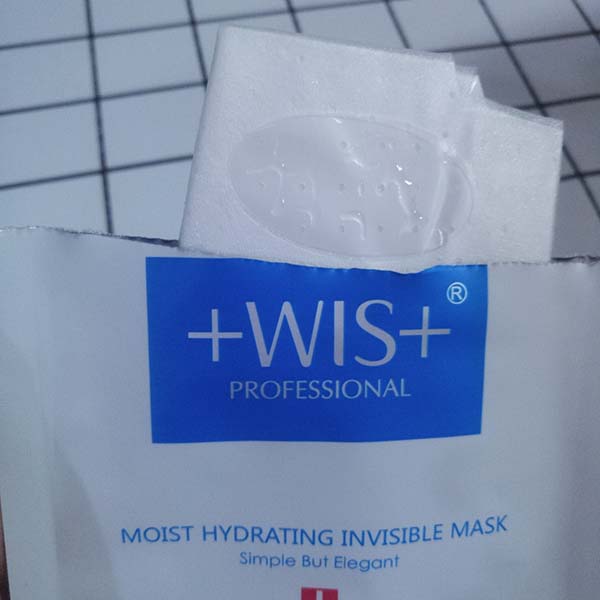 +WIS+®
PROFESSIONAL
MOIST HYDRATING INVISIBLE MASK
Simple But Elegant